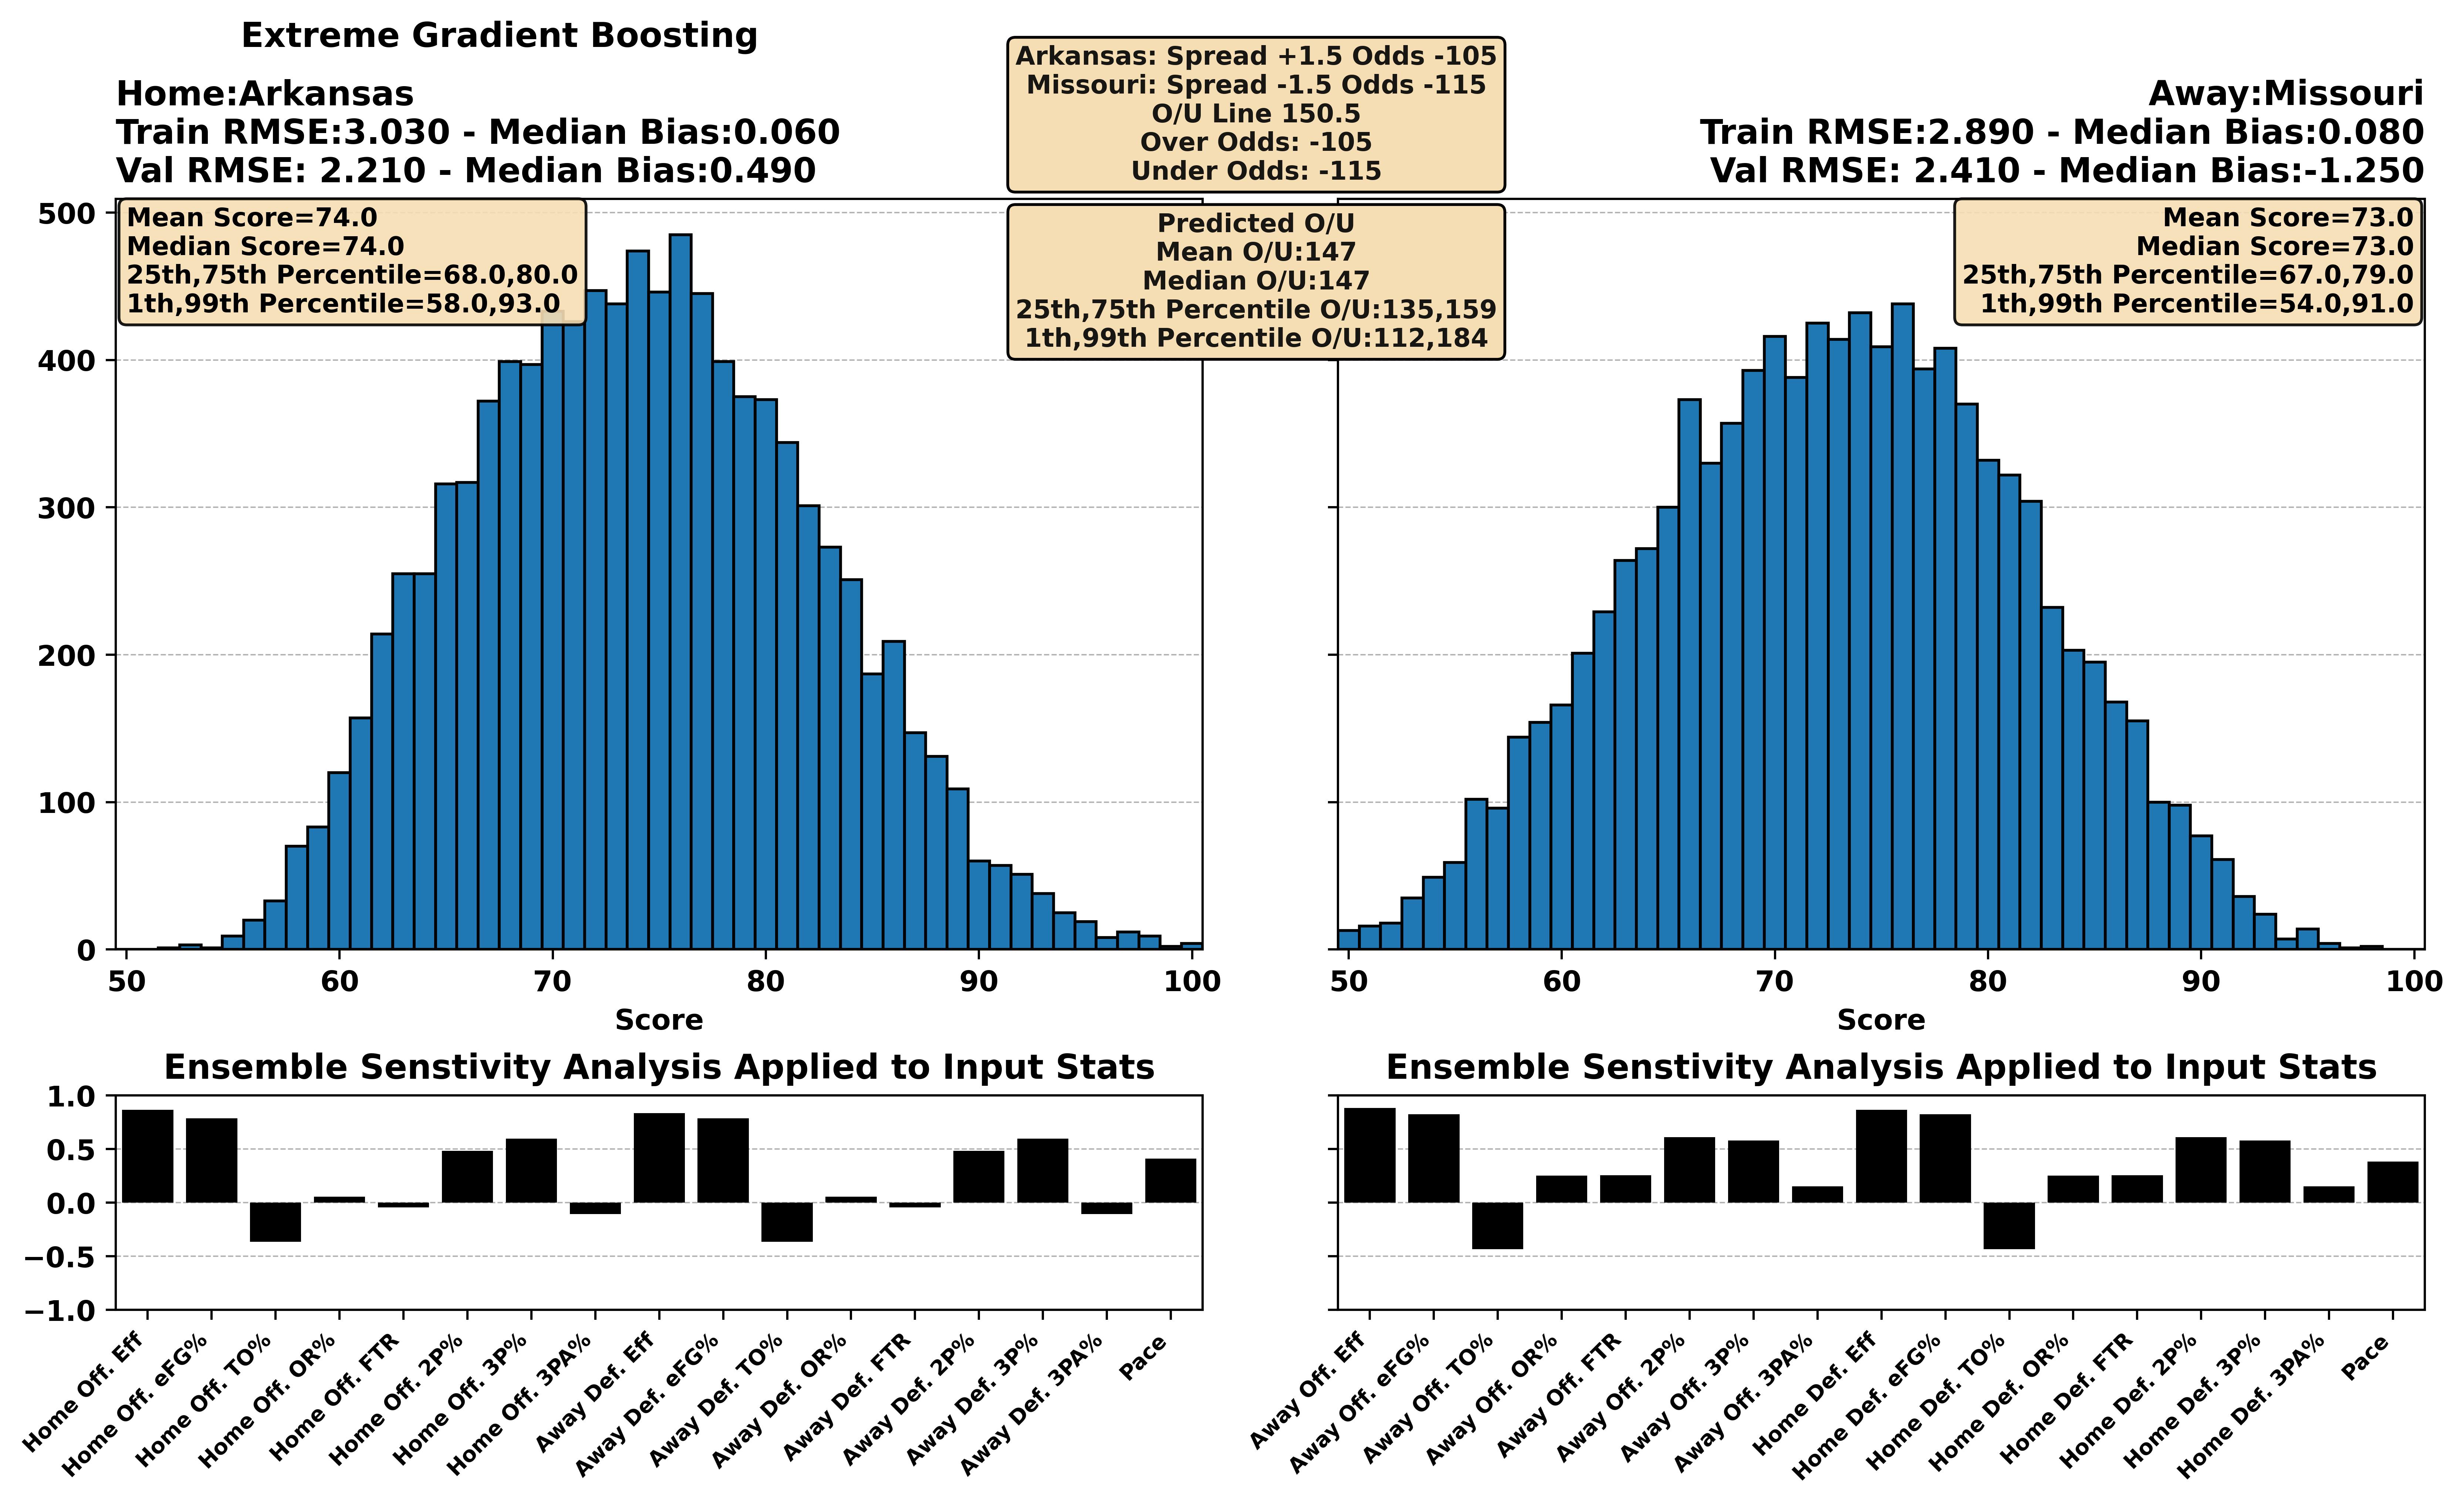 Extreme Gradient Boosting
Home:Arkansas
Train RMSE:3.030 - Median Bias:0.060
Val RMSE: 2.210 - Median Bias:0.490
Arkansas: Spread +1.5 Odds -105
Missouri: Spread -1.5 Odds -115
O/U Line 150.5
Over Odds: -105
Under Odds: -115
Away:Missouri
Train RMSE:2.890 - Median Bias:0.080
Val RMSE: 2.410 - Median Bias:-1.250
Mean Score=74.0
Median Score=74.0
25th,75th Percentile=68.0,80.0
1th,99th Percentile=58.0,93.0
Predicted O/U
Mean O/U:147
Median O/U:147
25th,75th Percentile O/U:135,159
1th,99th Percentile O/U:112,184
Mean Score=73.0
Median Score=73.0
25th,75th Percentile=67.0,79.0
1th,99th Percentile=54.0,91.0
500
400
300
200
100
0
50 60 70 80 90 100
Score
50 60 70 80 90 100
Score
Ensemble Senstivity Analysis Applied to Input Stats
1.0
0.5
0.0
−0.5
−1.0
Home Off. Eff
Home Off. eFG%
Home Off. TO%
Home Off. OR%
Home Off. FTR
Home Off. 2P%
Home Off. 3P%
Home Off. 3PA%
Away Def. Eff
Away Def. eFG%
Away Def. TO%
Away Def. OR%
Away Def. FTR
Away Def. 2P%
Away Def. 3P%
Away Def. 3PA%
Pace
Ensemble Senstivity Analysis Applied to Input Stats
Away Off. Eff
Away Off. eFG%
Away Off. TO%
Away Off. OR%
Away Off. FTR
Away Off. 2P%
Away Off. 3P%
Away Off. 3PA%
Home Def. Eff
Home Def. eFG%
Home Def. TO%
Home Def. OR%
Home Def. FTR
Home Def. 2P%
Home Def. 3P%
Home Def. 3PA%
Pace